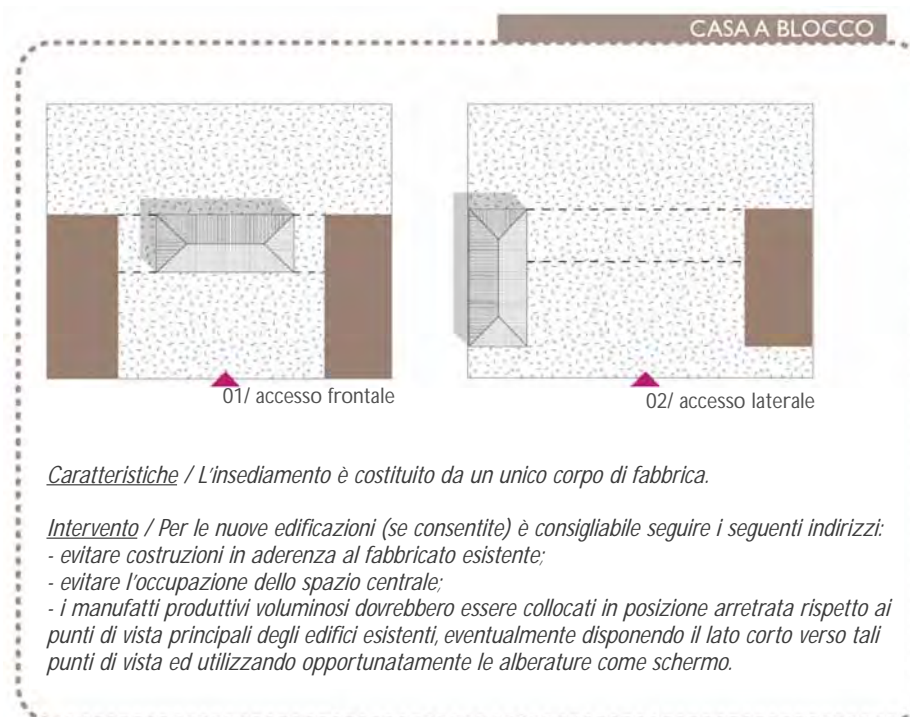 CASA A BLOCCO
01/ accesso frontale
02/ accesso laterale
Caratteristiche / L'insediamento è costituito da un unico corpo di fabbrica.
Intervento / Per le nuove edificazioni (se consentite) è consigliabile seguire i seguenti indirizzi:
- evitare costruzioni in aderenza al fabbricato esistente;
- evitare l'occupazione dello spazio centrale;
- i manufatti produttivi voluminosi dovrebbero essere collocati in posizione arretrata rispetto ai
punti di vista principali degli edifici esistenti, eventualmente disponendo il lato corto verso tali
punti di vista ed utilizzando opportunatamente le alberature come schermo.